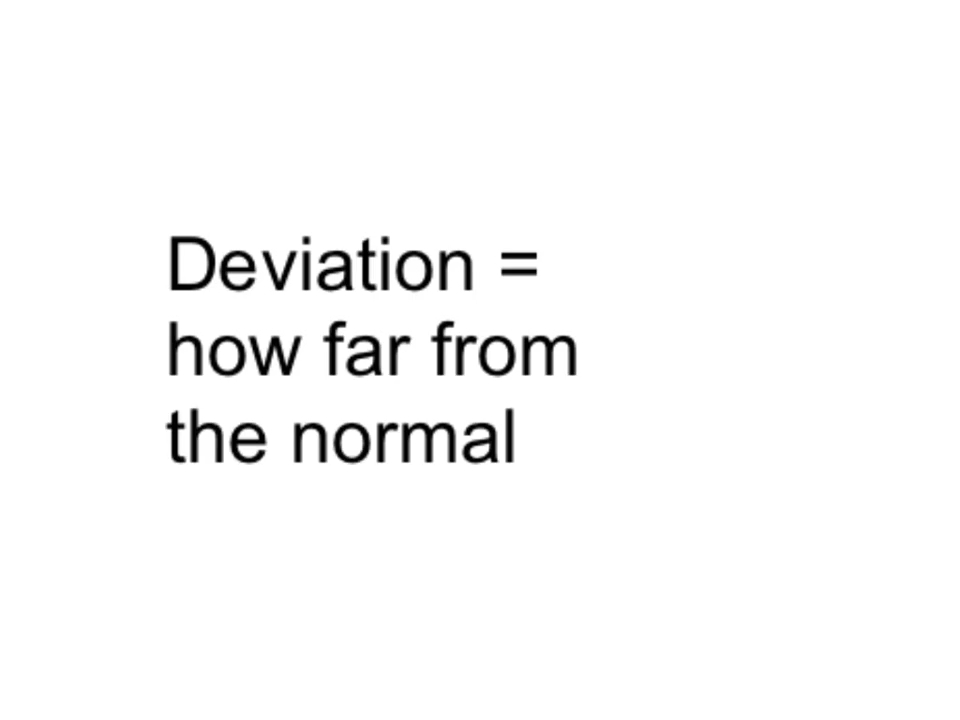 Deviation =
how far from
the normal